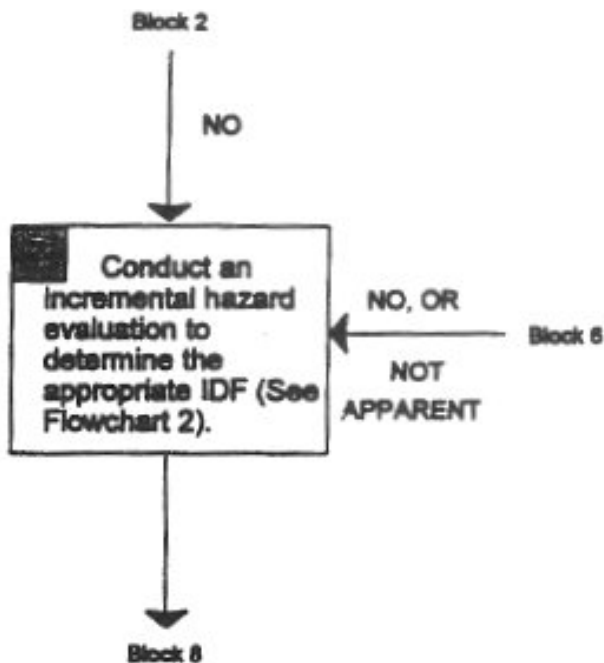 Block 2
NO
Conduct an
incremental hazard
evaluation to
determine the
appropriate IDF (See
Flowchart 2).
NO, OR
NOT
APPARENT
Block 6
Block 8